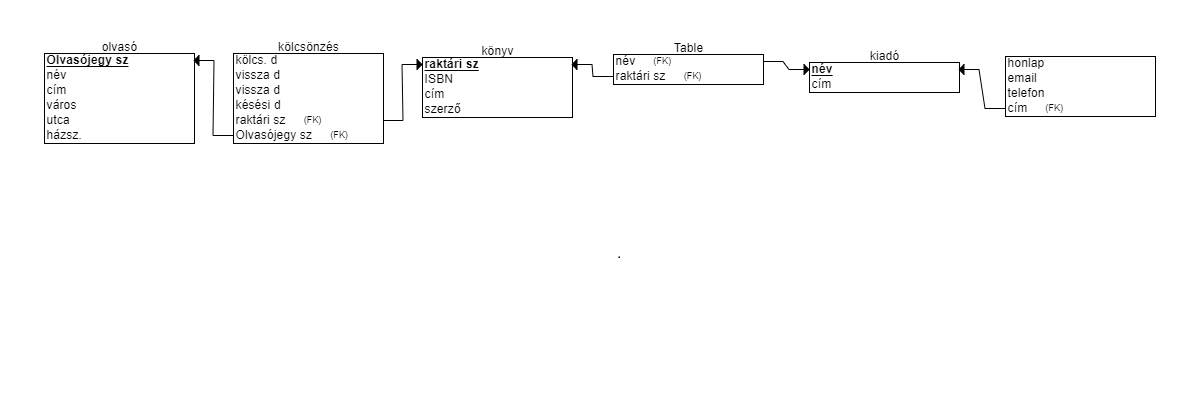 olvasó
Olvasójegy sz
név
cím
város
utca
házsz.
kölcsönzés
kölcs. d
vissza d
vissza d
késési d
raktári sz (FK)
Olvasójegy sz (FK)
könyv
raktári sz
ISBN
cím
szerző
Table
név (FK)
raktári sz (FK)
kiadó
név
cím
honlap
email
telefon
cím (FK)
.